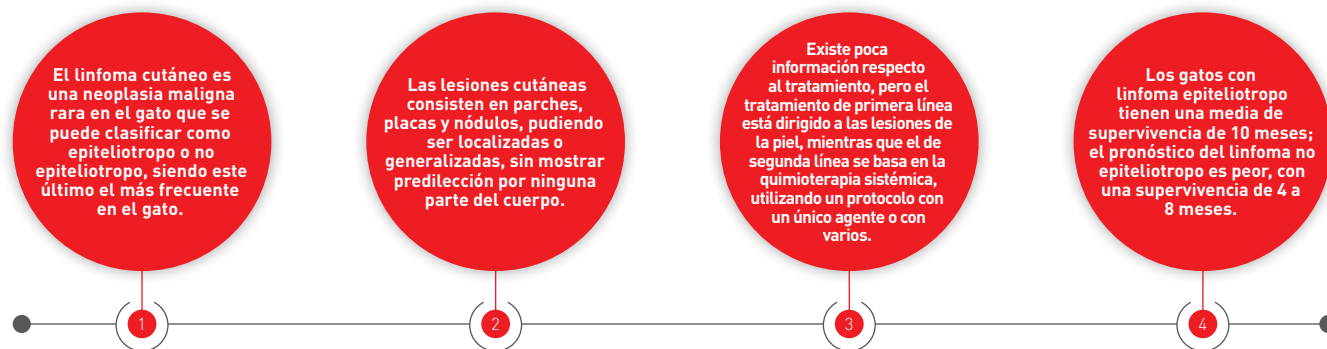 El linfoma cutáneo es
una neoplasia maligna
rara en el gato que se
puede clasificar como
epiteliotropo o no
epiteliotropo, siendo este
último el más frecuente
en el gato.
Las lesiones cutáneas
consisten en parches,
placas y nódulos, pudiendo
ser localizadas o
generalizadas, sin mostrar
predilección por ninguna
parte del cuerpo.
Existe poca
información respecto
al tratamiento, pero el
tratamiento de primera línea
está dirigido a las lesiones de
la piel, mientras que el de
segunda línea se basa en la
quimioterapia sistémica,
utilizando un protocolo con
un único agente o con
varios.
Los gatos con
linfoma epiteliotropo
tienen una media de
supervivencia de 10 meses;
el pronóstico del linfoma no
epiteliotropo es peor, con
una supervivencia de 4 a
8 meses.
1
2
3
4